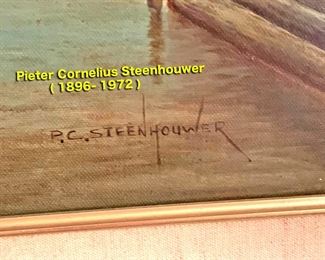 Pieter Cornelius Steenhouwer
( 1896- 1972 )
P.C. STEENHOUWER